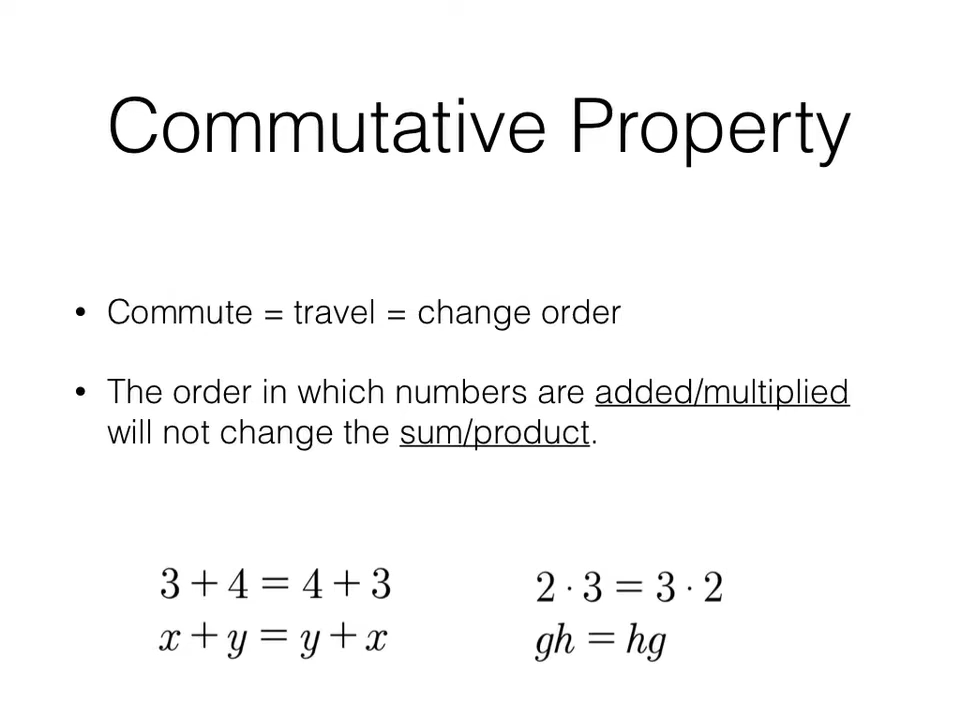 Commutative Property
• Commute = travel = change order
• The order in which numbers are added/multiplied
will not change the sum/product.
3 + 4 = 4 + 3
x + y = y + x
2 · 3 = 3 · 2
gh = hg